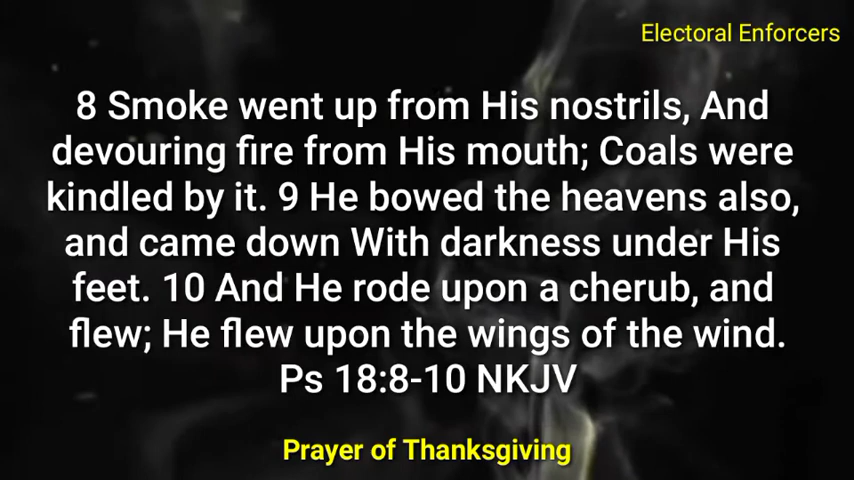 Electoral Enforcers
8 Smoke went up from His nostrils, And
devouring fire from His mouth; Coals were
kindled by it. 9 He bowed the heavens also,
and came down With darkness under His
feet. 10 And He rode upon a cherub, and
flew; He flew upon the wings of the wind.
Ps 18:8-10 NKJV
Prayer of Thanksgiving